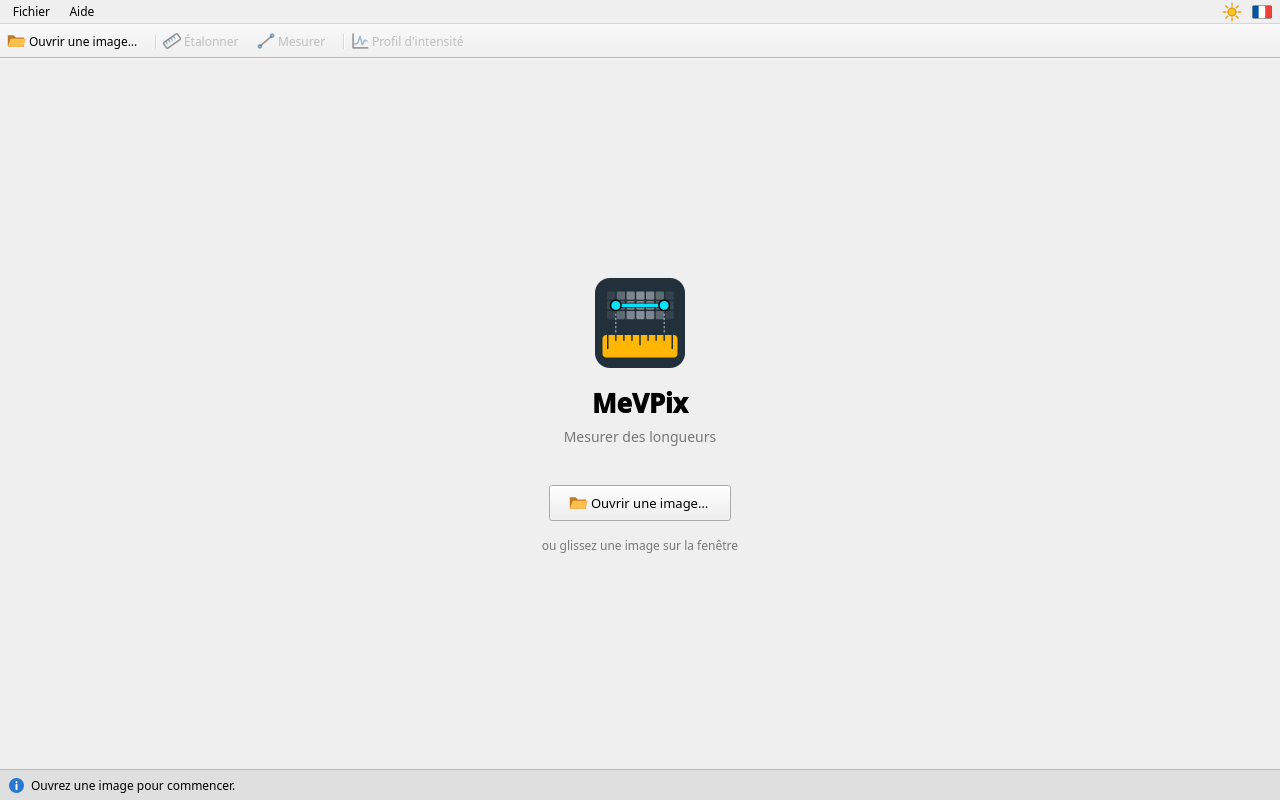 Fichier Aide
Ouvrir une image... Étalonner Mesurer Profil d'intensité
MeVPix
Mesurer des longueurs
Ouvrir une image...
ou glissez une image sur la fenêtre
Ouvrez une image pour commencer.